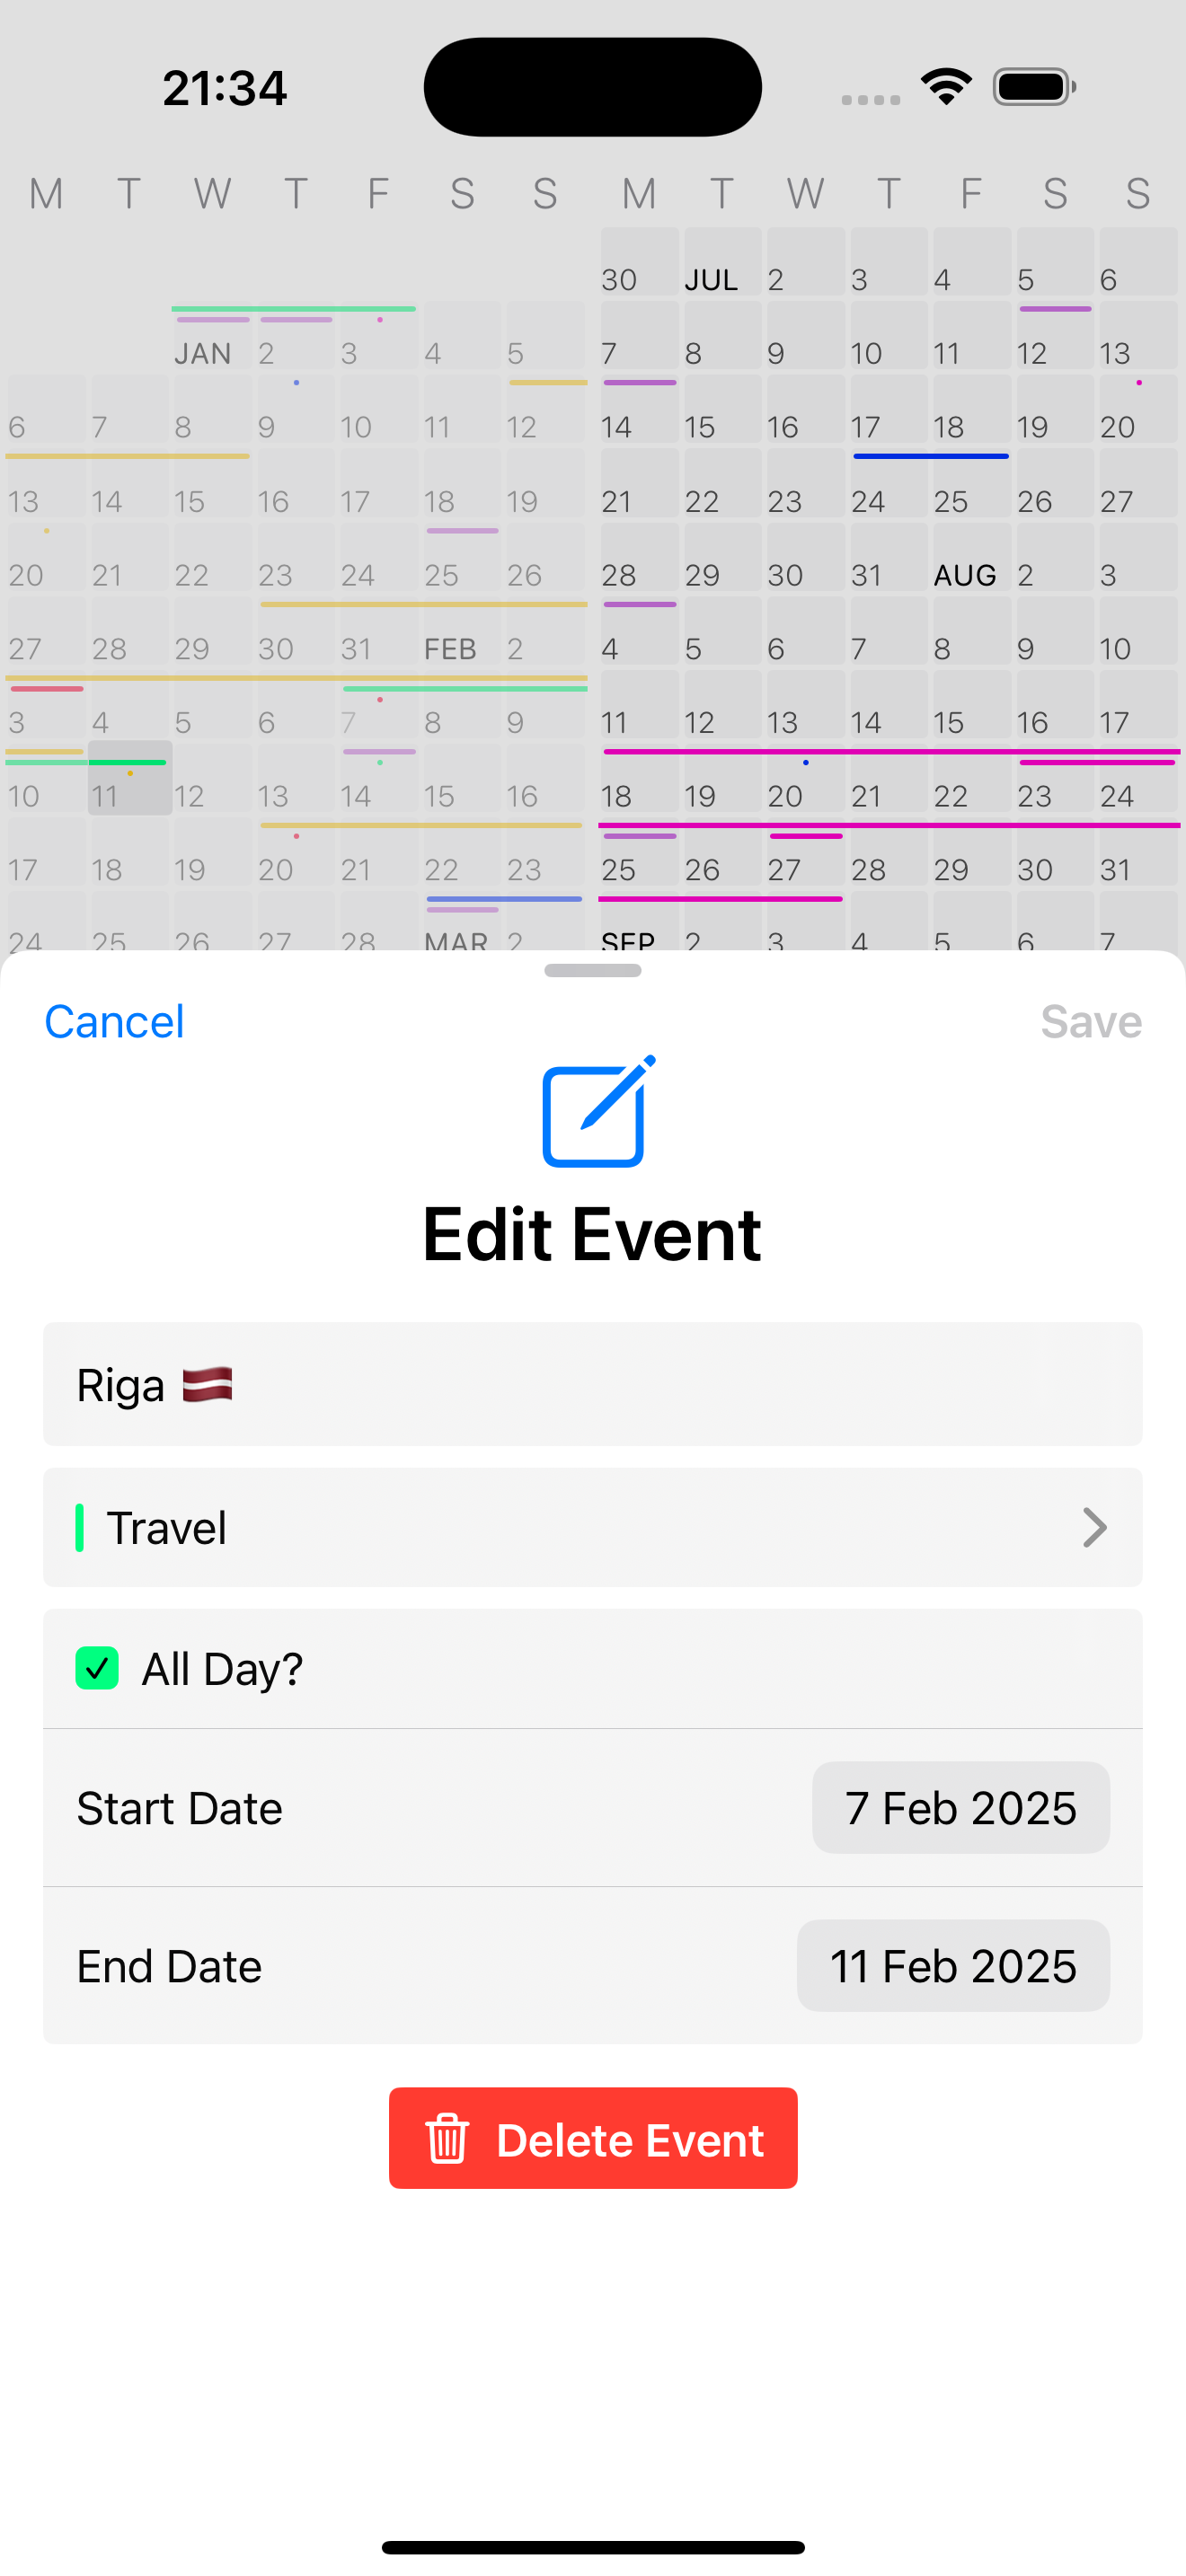 21:34
M T W T F S S M T W T F S S
30 JUL 2 3 4 5 6
JAN 2 3 4 5 7 8 9 10 11 12 13
6 7 8 9 10 11 12 14 15 16 17 18 19 20
13 14 15 16 17 18 19 21 22 23 24 25 26 27
20 21 22 23 24 25 26 28 29 30 31 AUG 2 3
27 28 29 30 31 FEB 2 4 5 6 7 8 9 10
3 4 5 6 7 8 9 11 12 13 14 15 16 17
10 11 12 13 14 15 16 18 19 20 21 22 23 24
17 18 19 20 21 22 23 25 26 27 28 29 30 31
24 25 26 27 28 MAR 2 SEP 2 3 4 5 6 7
Cancel Save
Edit Event
Riga 🇱🇻
Travel
All Day?
Start Date 7 Feb 2025
End Date 11 Feb 2025
Delete Event